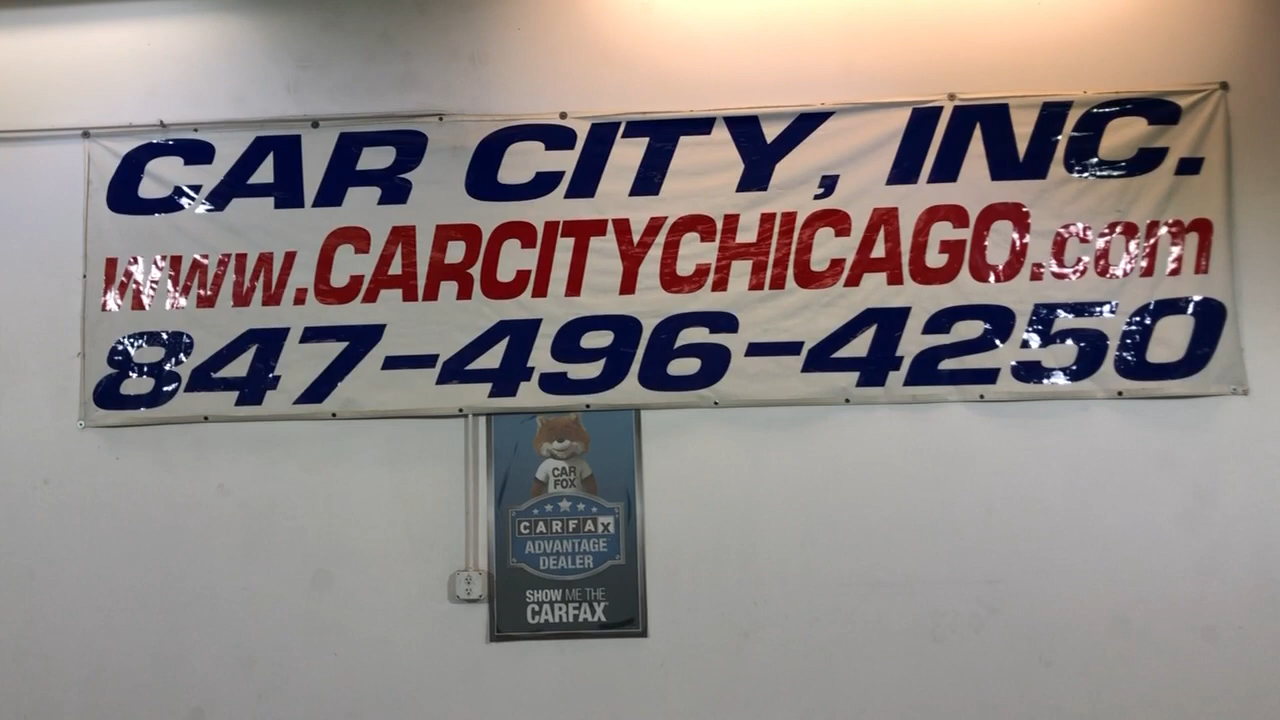 CAR CITY, INC.
www.CARCITYCHICAGO.com
847-496-4250
CAR
FOX
CARFAX
ADVANTAGE
DEALER
SHOW ME THE
CARFAX